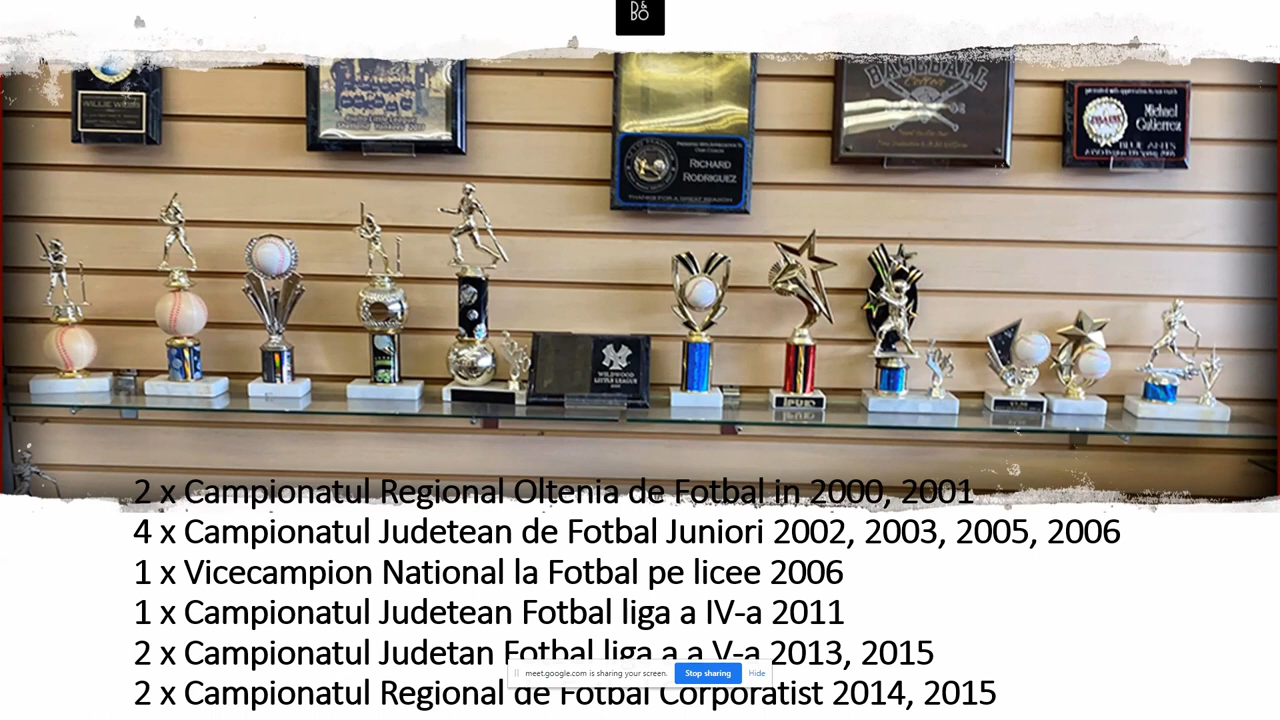 B&
BO
WILLIE
BASEBALL
RICHARD
RODRIGUEZ
THANKS FOR A GREAT SEASON
Michael
Gutierrez
WILDWOOD
LITTLE LEAGUE
2 x Campionatul Regional Oltenia de Fotbal in 2000, 2001
4 x Campionatul Judetean de Fotbal Juniori 2002, 2003, 2005, 2006
1 x Vicecampion National la Fotbal pe licee 2006
1 x Campionatul Judetean Fotbal liga a IV-a 2011
2 x Campionatul Judetan Fotbal liga a a V-a 2013, 2015
meet.google.com is sharing your screen.
Stop sharing
Hide
2 x Campionatul Regional de Fotbal Corporatist 2014, 2015